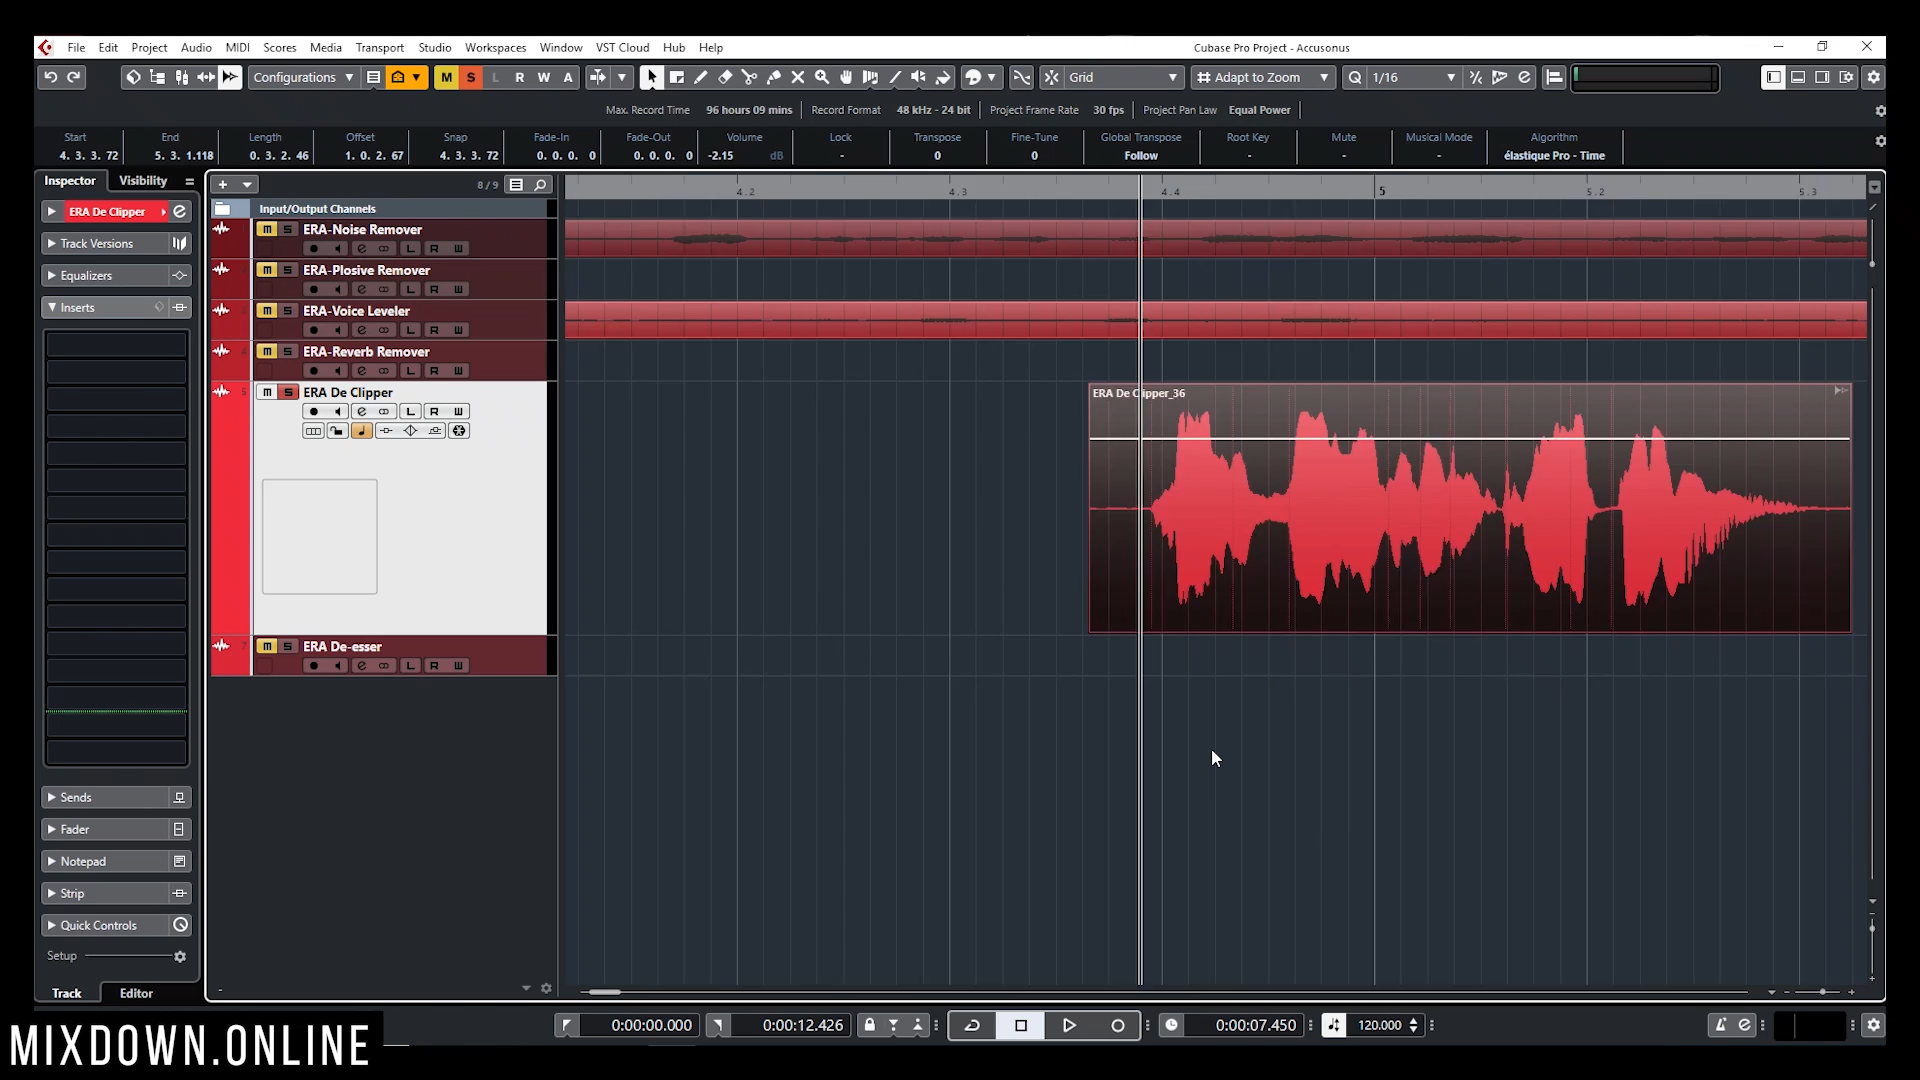 File Edit Project Audio MIDI Scores Media Transport Studio Workspaces Window VST Cloud Hub Help Cubase Pro Project - Accusonus
Configurations M S L R W A Grid Adapt to Zoom Q 1/16
Max. Record Time 96 hours 09 mins Record Format 48 kHz - 24 bit Project Frame Rate 30 fps Project Pan Law Equal Power
Start End Length Offset Snap Fade-In Fade-Out Volume Lock Transpose Fine-Tune Global Transpose Root Key Mute Musical Mode Algorithm
4. 3. 3. 72 5. 3. 1.118 0. 3. 2. 46 1. 0. 2. 67 4. 3. 3. 72 0. 0. 0. 0 0. 0. 0. 0 -2.15 dB - 0 0 Follow - - - élastique Pro - Time
Inspector Visibility 8/9 4.2 4.3 4.4 5 5.2 5.3
ERA De Clipper Input/Output Channels
m S ERA-Noise Remover
L R
Track Versions
m S ERA-Plosive Remover
Equalizers
L R
Inserts
m S ERA-Voice Leveler
L R
m S ERA-Reverb Remover
L R
5 m S ERA De Clipper ERA De Clipper_36
L R
7 m S ERA De-esser
L R
Sends
Fader
Notepad
Strip
Quick Controls
Setup
Track Editor
0:00:00.000 0:00:12.426 0:00:07.450 120.000
MIXDOWN.ONLINE